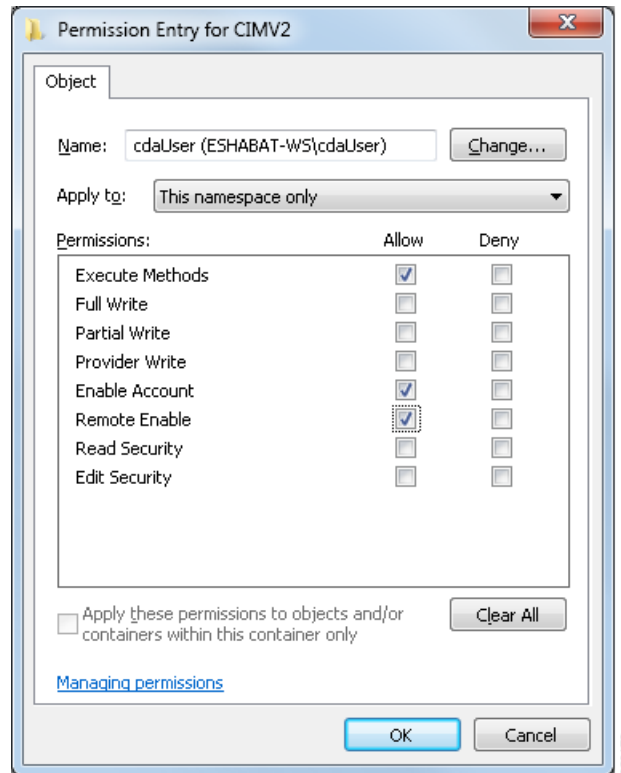 Permission Entry for CIMV2
Object
Name: cdaUser (ESHABAT-WS\cdaUser) Change...
Apply to: This namespace only
Permissions: Allow Deny
Execute Methods
Full Write
Partial Write
Provider Write
Enable Account
Remote Enable
Read Security
Edit Security
Apply these permissions to objects and/or
containers within this container only
Clear All
Managing permissions
OK Cancel